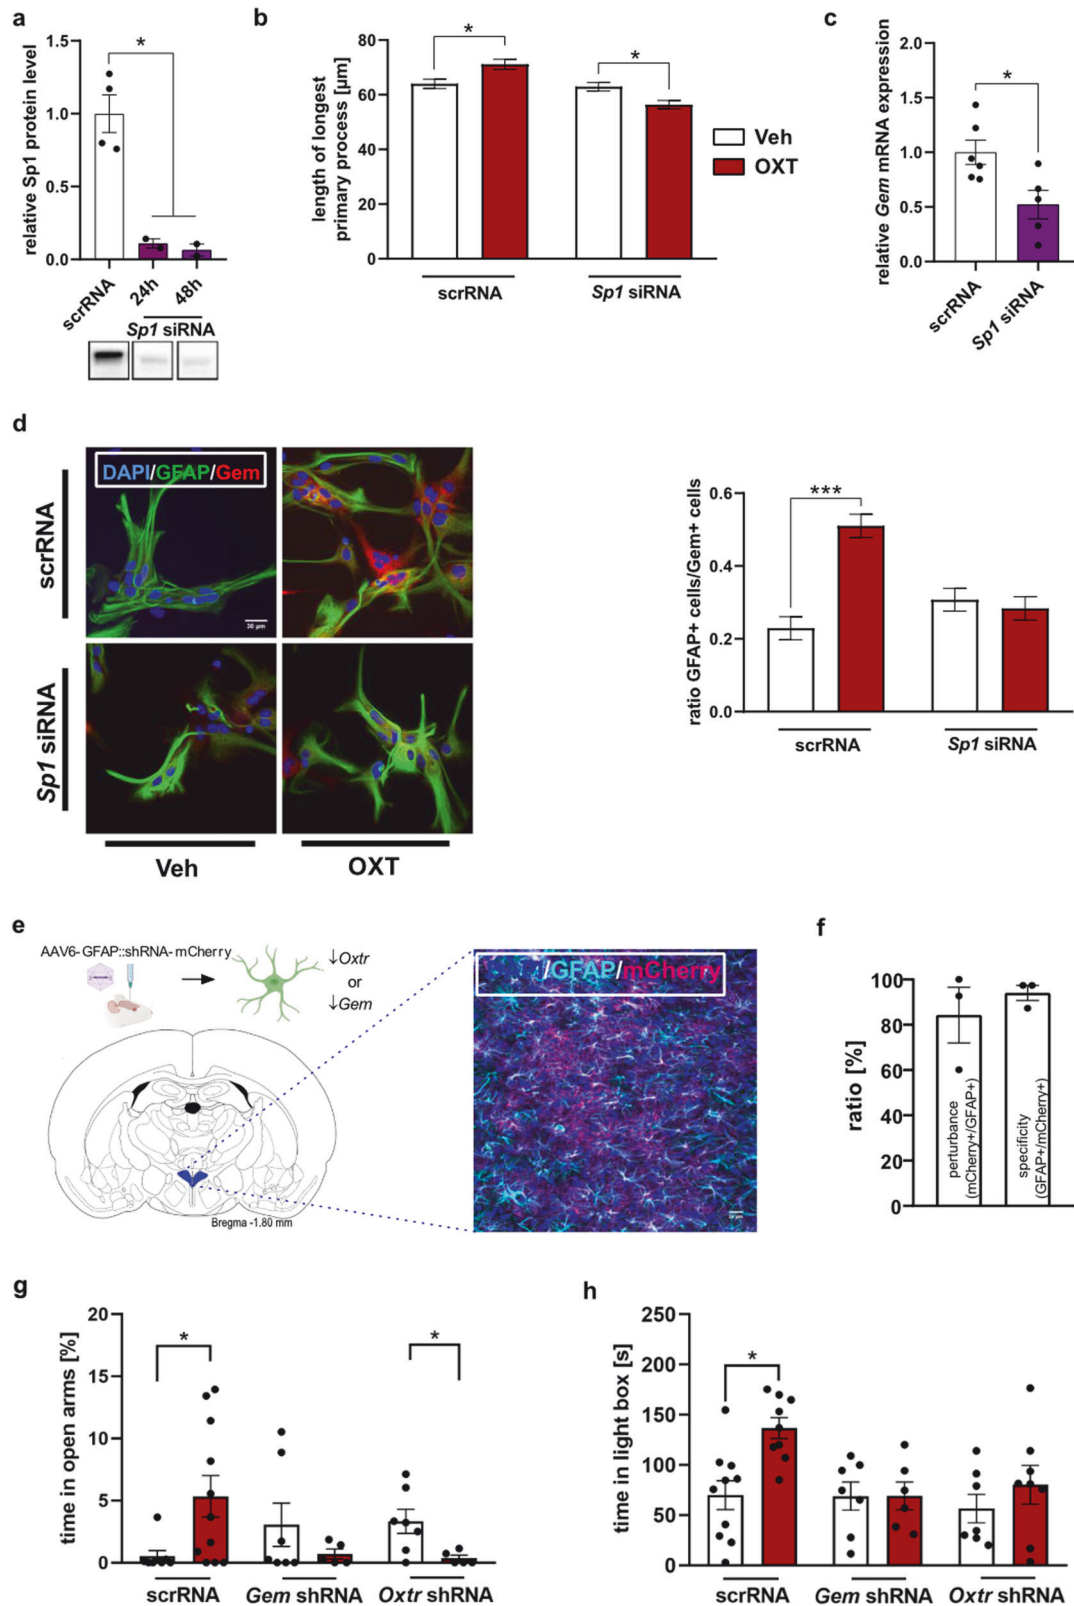 a
relative Sp1 protein level
1.5
1.0
0.5
0.0
*
scrRNA
24h
48h
Sp1 siRNA
b
length of longest
primary process [µm]
80
60
40
20
0
*
*
scrRNA
Sp1 siRNA
Veh
OXT
c
relative Gem mRNA expression
2.0
1.5
1.0
0.5
0.0
*
scrRNA
Sp1 siRNA
d
DAPI/GFAP/Gem
scrRNA
Sp1 siRNA
Veh
OXT
ratio GFAP+ cells/Gem+ cells
0.6
0.4
0.2
0.0
***
scrRNA
Sp1 siRNA
e
AAV6-GFAP::shRNA-mCherry
↓Oxtr
or
↓Gem
Bregma -1.80 mm
/GFAP/mCherry
f
ratio [%]
100
80
60
40
20
0
perturbance
(mCherry+/GFAP+)
specificity
(GFAP+/mCherry+)
g
time in open arms [%]
20
15
10
5
0
*
*
scrRNA
Gem shRNA
Oxtr shRNA
h
time in light box [s]
250
200
150
100
50
0
*
scrRNA
Gem shRNA
Oxtr shRNA